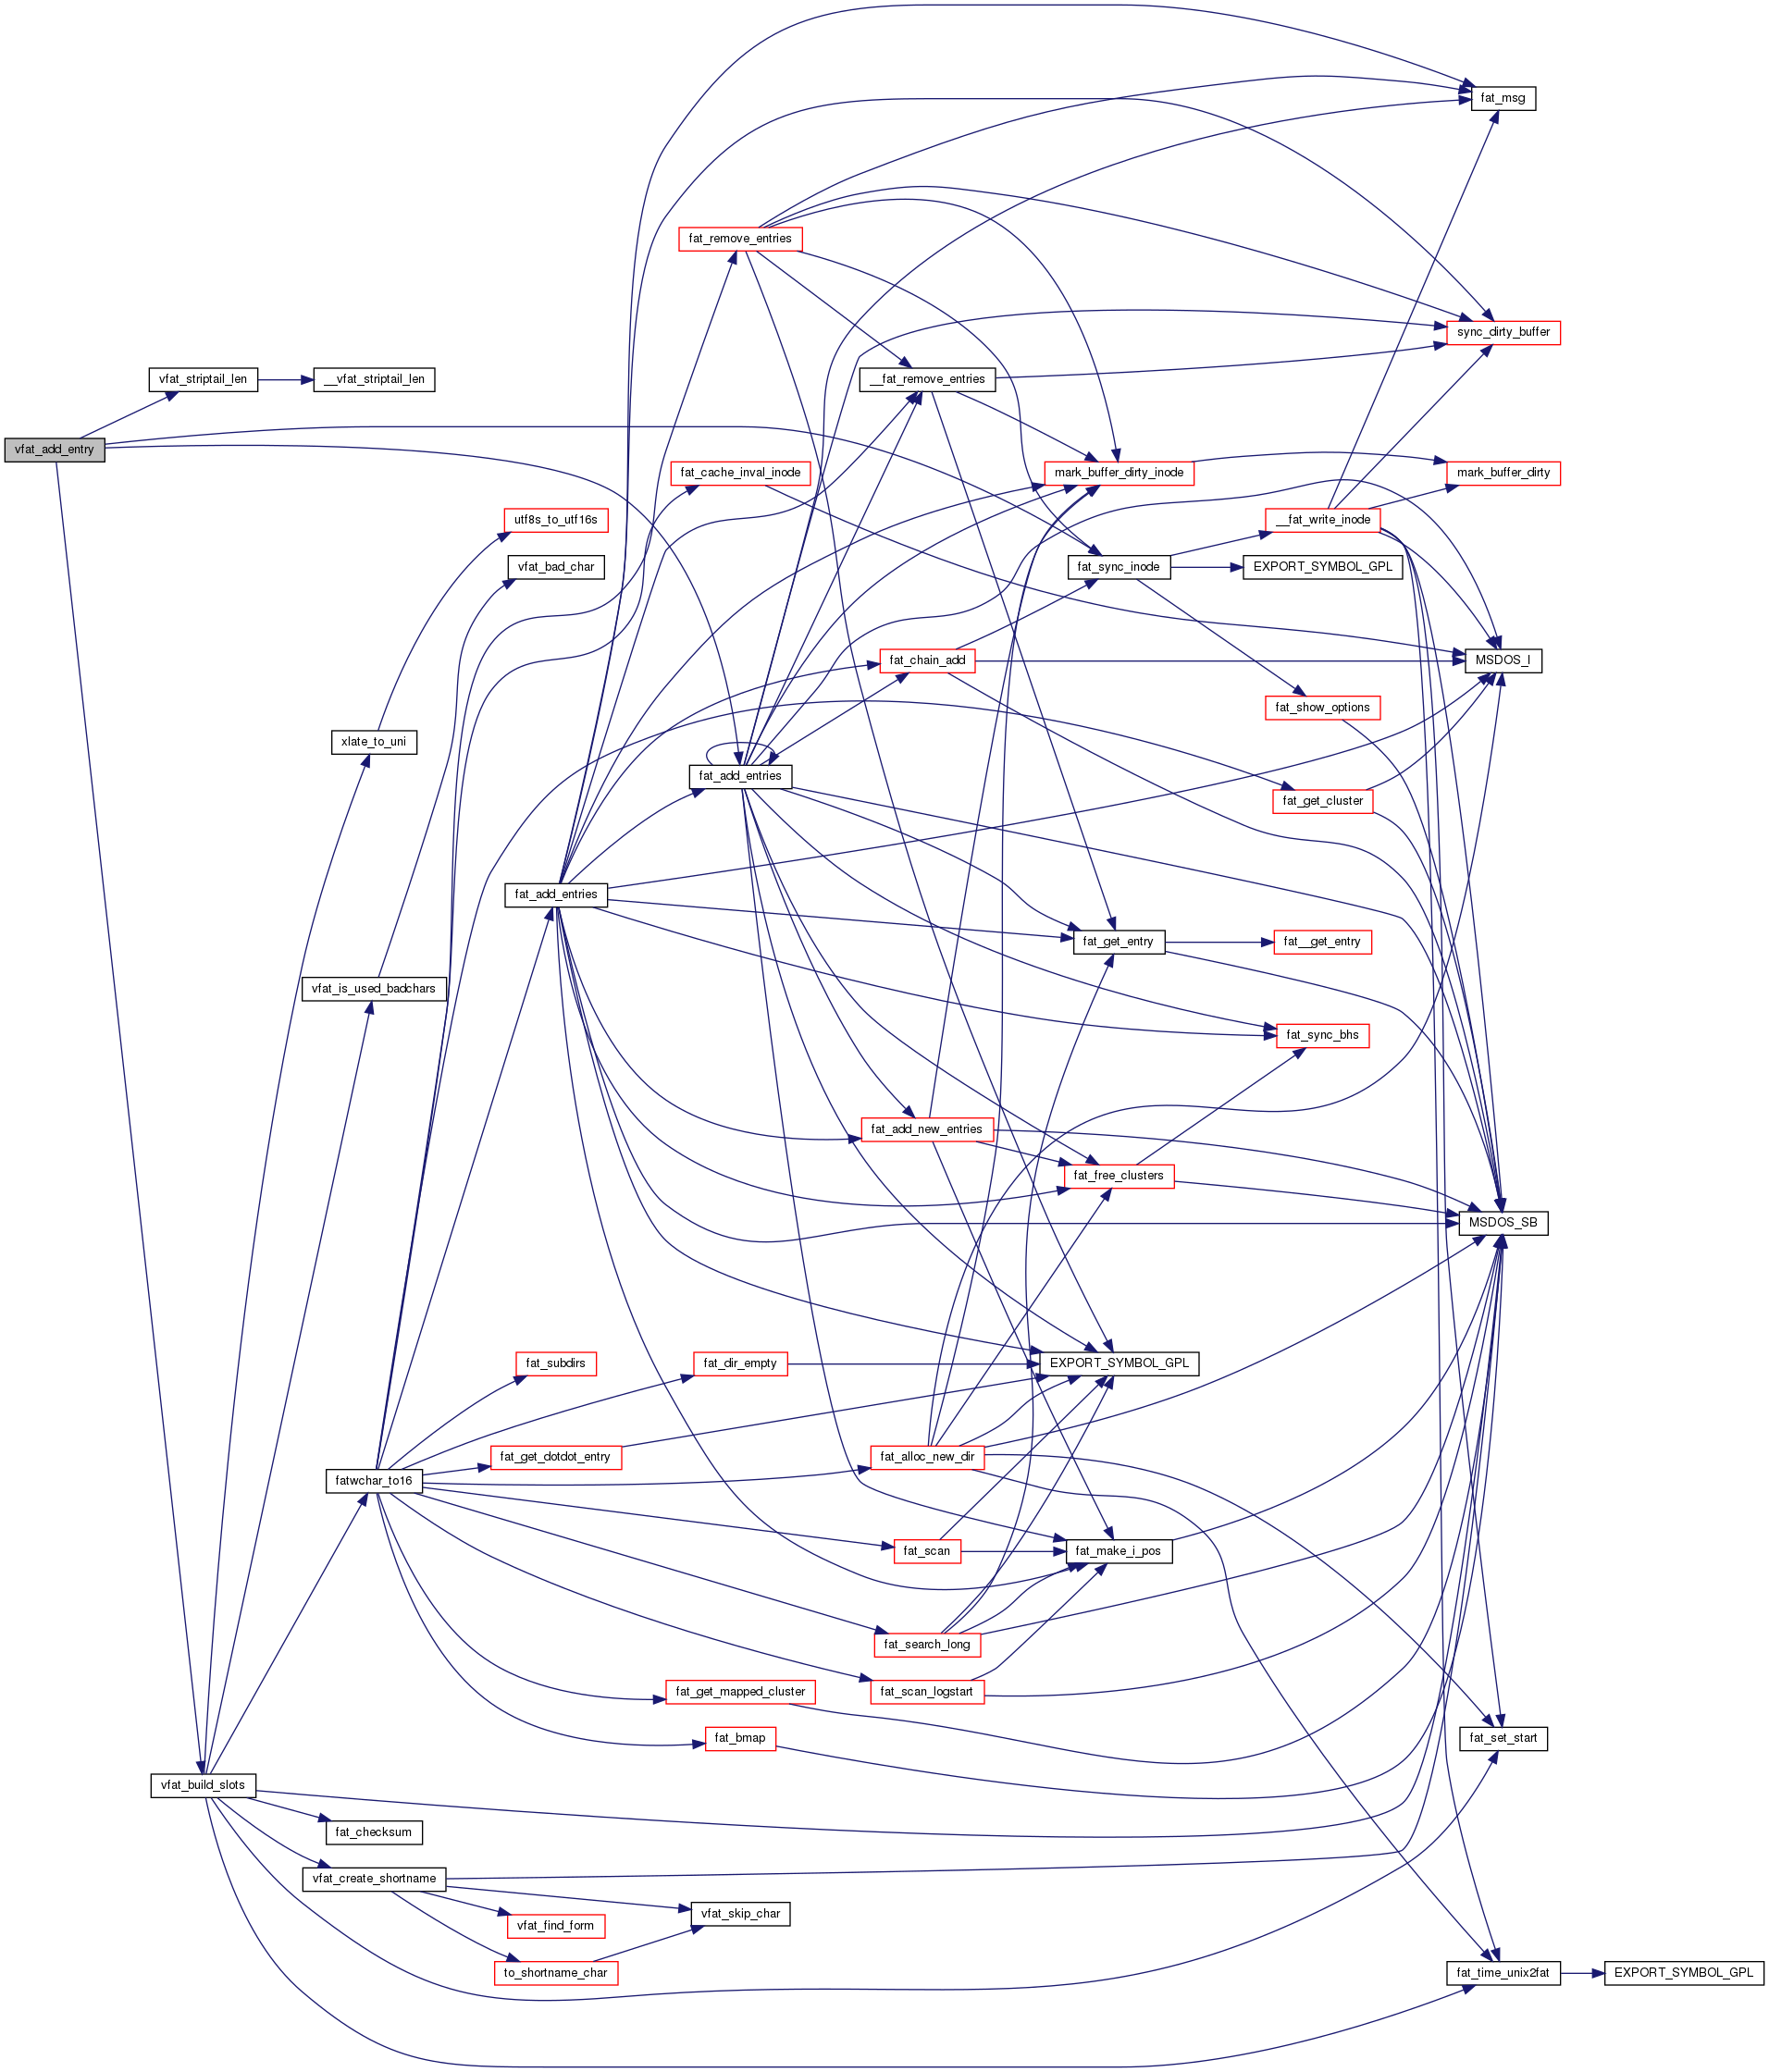 fat_msg
fat_remove_entries
sync_dirty_buffer
vfat_striptail_len
__vfat_striptail_len
__fat_remove_entries
vfat_add_entry
fat_cache_inval_inode
mark_buffer_dirty_inode
mark_buffer_dirty
utf8s_to_utf16s
__fat_write_inode
vfat_bad_char
fat_sync_inode
EXPORT_SYMBOL_GPL
fat_chain_add
MSDOS_I
fat_show_options
xlate_to_uni
fat_add_entries
fat_get_cluster
fat_add_entries
fat_get_entry
fat__get_entry
vfat_is_used_badchars
fat_sync_bhs
fat_add_new_entries
fat_free_clusters
MSDOS_SB
fat_subdirs
fat_dir_empty
EXPORT_SYMBOL_GPL
fat_get_dotdot_entry
fat_alloc_new_dir
fatwchar_to16
fat_scan
fat_make_i_pos
fat_search_long
fat_get_mapped_cluster
fat_scan_logstart
fat_bmap
fat_set_start
vfat_build_slots
fat_checksum
vfat_create_shortname
vfat_skip_char
vfat_find_form
to_shortname_char
fat_time_unix2fat
EXPORT_SYMBOL_GPL